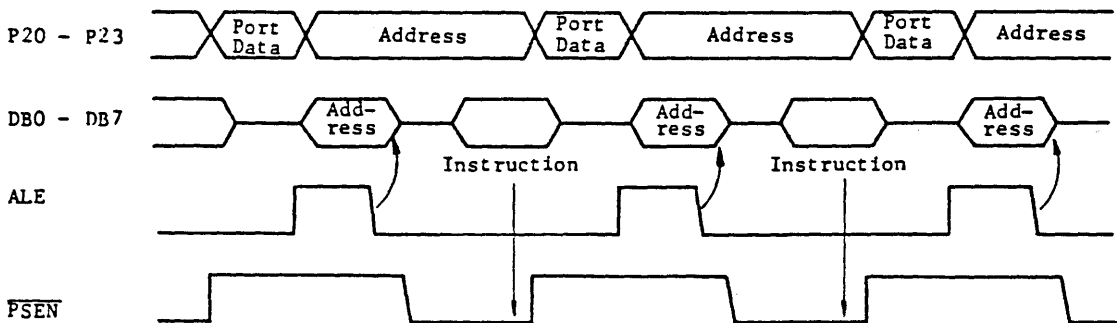 P20 - P23
Port Data
Address
Port Data
Address
Port Data
Address
DB0 - DB7
Add-
ress
Add-
ress
Add-
ress
Instruction
Instruction
ALE
PSEN